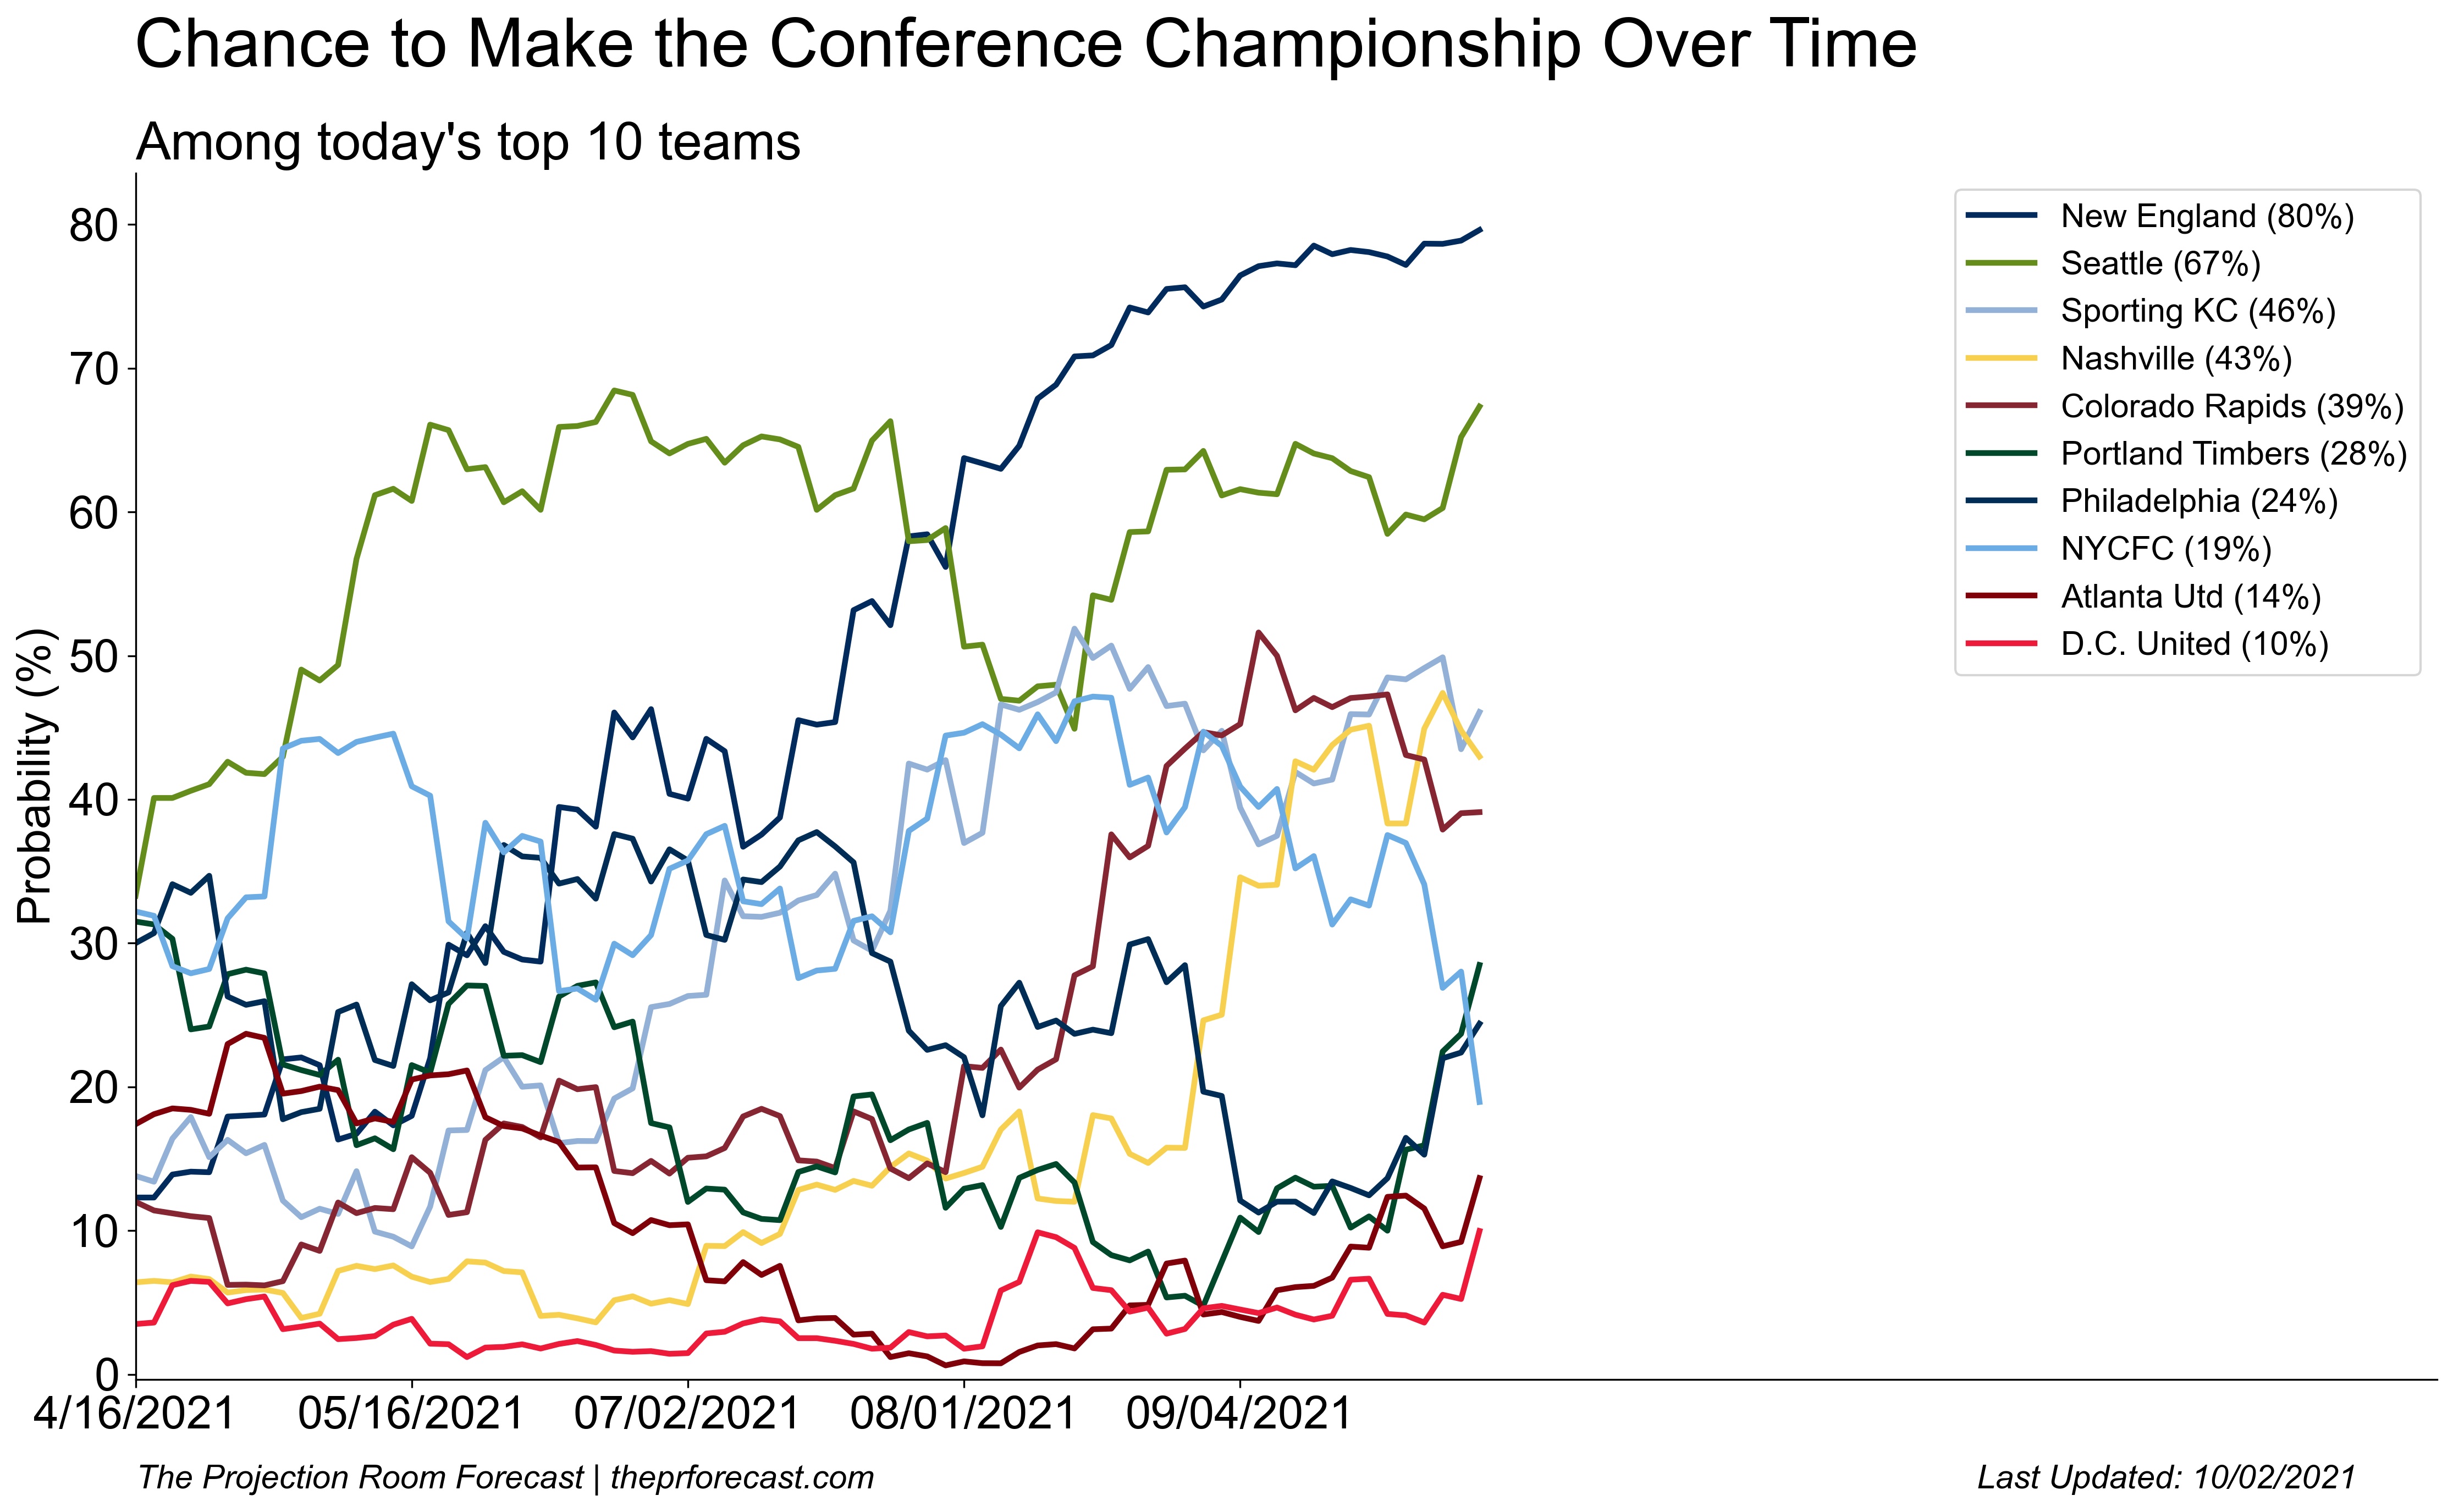 Chance to Make the Conference Championship Over Time
Among today's top 10 teams
New England (80%)
Seattle (67%)
Sporting KC (46%)
Nashville (43%)
Colorado Rapids (39%)
Portland Timbers (28%)
Philadelphia (24%)
NYCFC (19%)
Atlanta Utd (14%)
D.C. United (10%)
Probability (%)
80
70
60
50
40
30
20
10
0
4/16/2021 05/16/2021 07/02/2021 08/01/2021 09/04/2021
The Projection Room Forecast | theprforecast.com
Last Updated: 10/02/2021